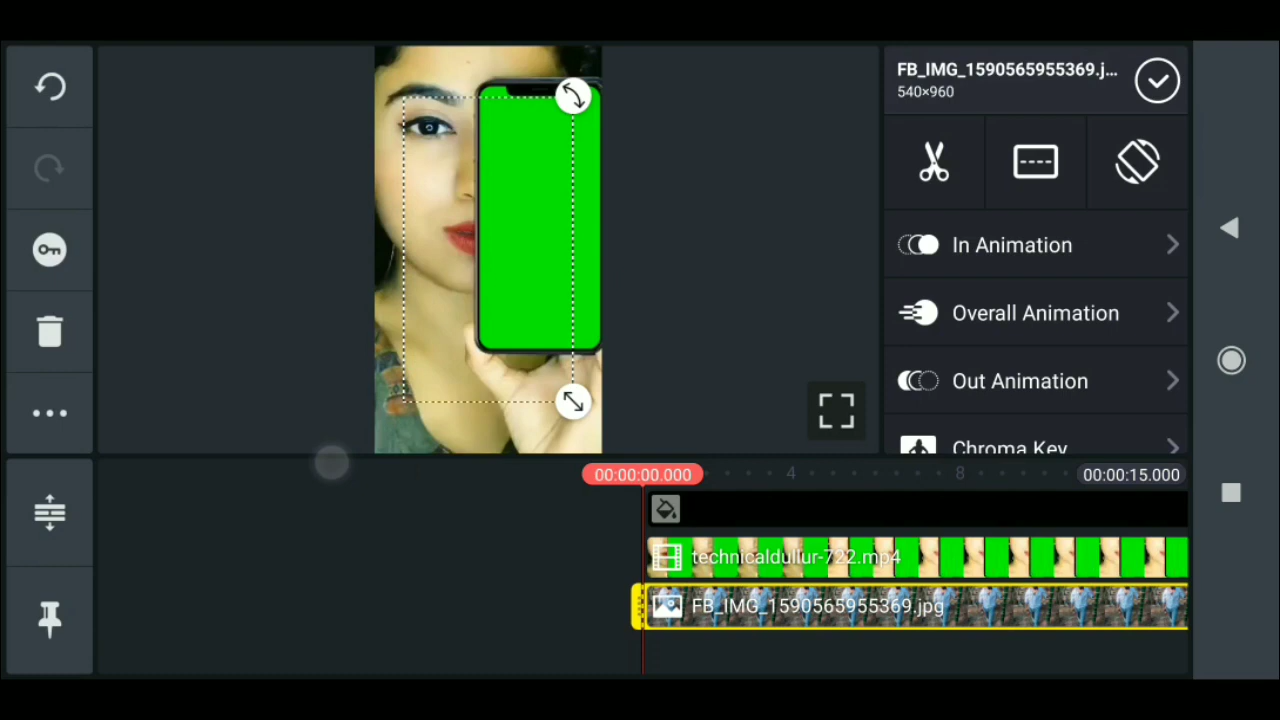 FB_IMG_1590565955369.j...
540×960
In Animation
Overall Animation
Out Animation
Chroma Key
00:00:00.000
4
8
00:00:15.000
technicaldullur-722.mp4
FB_IMG_1590565955369.jpg